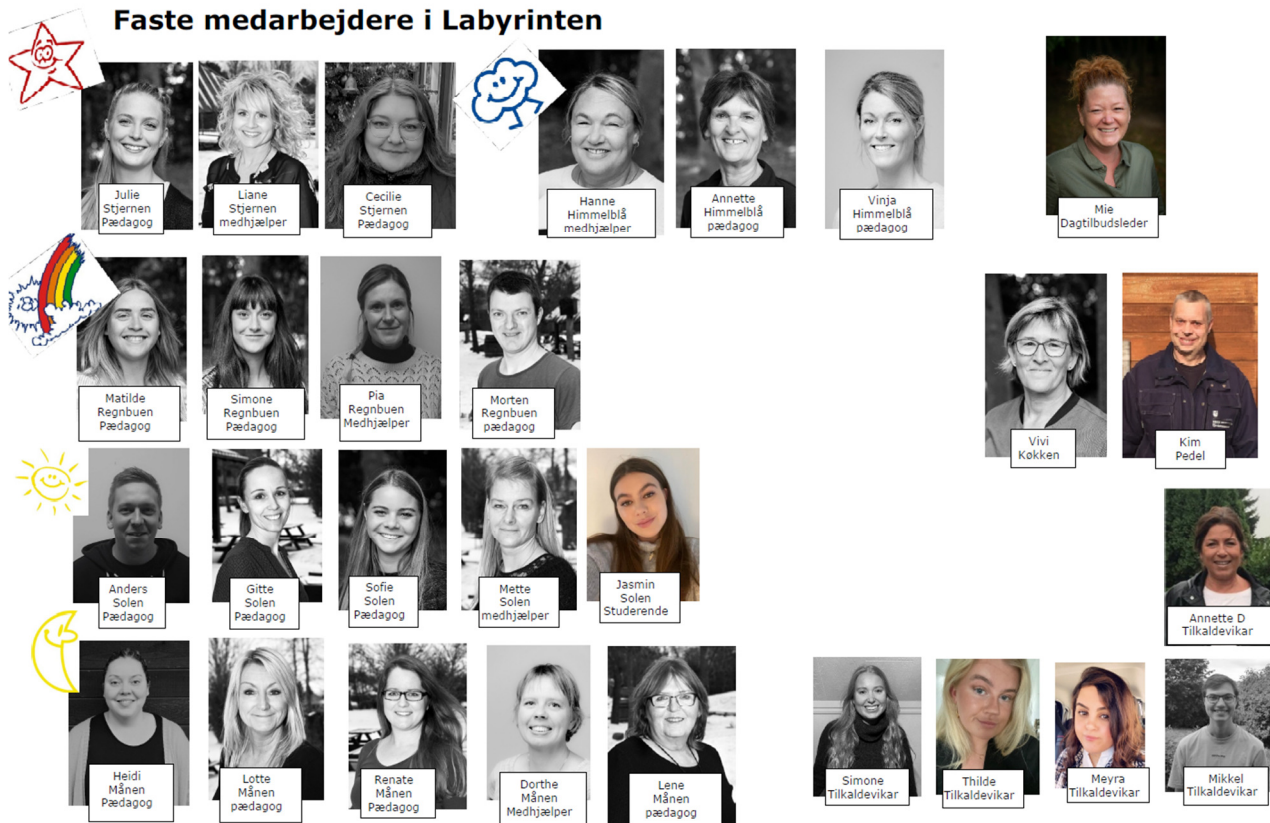 Faste medarbejdere i Labyrinten
Julie
Stjernen
Pædagog
Liane
Stjernen
medhjælper
Cecilie
Stjernen
Pædagog
Hanne
Himmelblå
medhjælper
Annette
Himmelblå
pædagog
Vinja
Himmelblå
pædagog
Mie
Dagtilbudsleder
Matilde
Regnbuen
Pædagog
Simone
Regnbuen
Pædagog
Pia
Regnbuen
Medhjælper
Morten
Regnbuen
pædagog
Vivi
Køkken
Kim
Pedel
Anders
Solen
Pædagog
Gitte
Solen
Pædagog
Sofie
Solen
Pædagog
Mette
Solen
medhjælper
Jasmin
Solen
Studerende
Annette D
Tilkaldevikar
Heidi
Månen
Pædagog
Lotte
Månen
pædagog
Renate
Månen
Pædagog
Dorthe
Månen
Medhjælper
Lene
Månen
pædagog
Simone
Tilkaldevikar
Thilde
Tilkaldevikar
Meyra
Tilkaldevikar
Mikkel
Tilkaldevikar